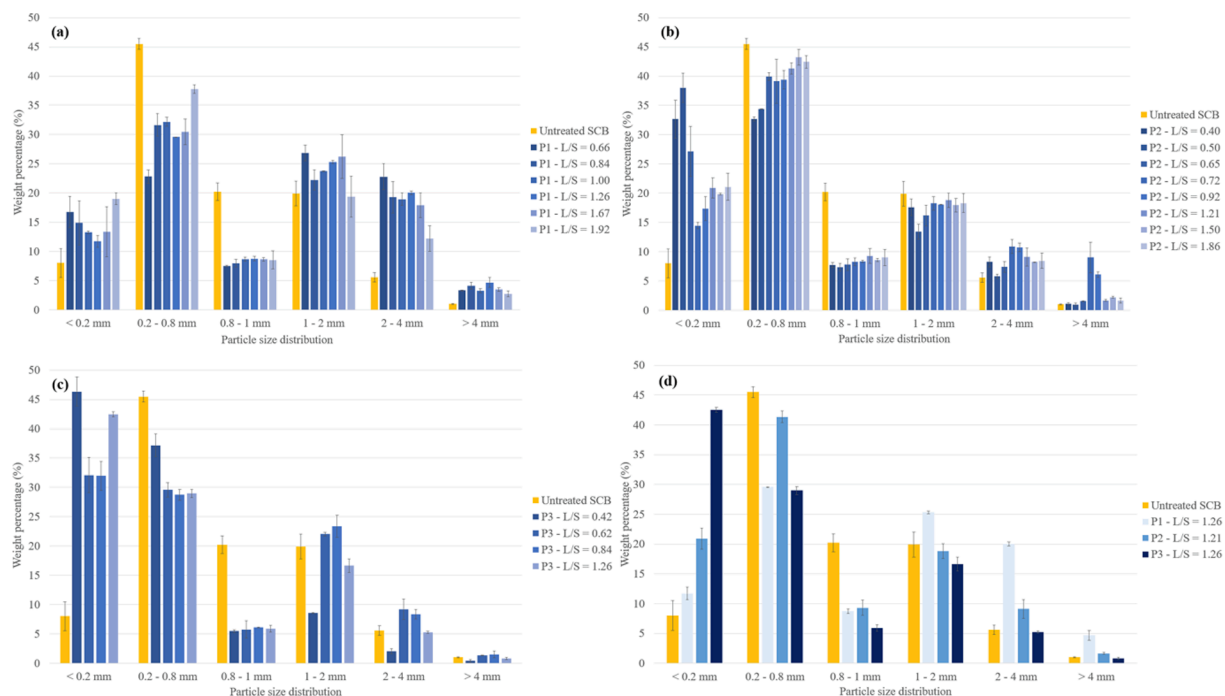 (a)
50
45
40
35
30
25
20
15
10
5
0
Weight percentage (%)
< 0.2 mm 0.2 - 0.8 mm 0.8 - 1 mm 1 - 2 mm 2 - 4 mm > 4 mm
Particle size distribution
Untreated SCB
P1 - L/S = 0.66
P1 - L/S = 0.84
P1 - L/S = 1.00
P1 - L/S = 1.26
P1 - L/S = 1.67
P1 - L/S = 1.92
(b)
50
45
40
35
30
25
20
15
10
5
0
Weight percentage (%)
< 0.2 mm 0.2 - 0.8 mm 0.8 - 1 mm 1 - 2 mm 2 - 4 mm > 4 mm
Particle size distribution
Untreated SCB
P2 - L/S = 0.40
P2 - L/S = 0.50
P2 - L/S = 0.65
P2 - L/S = 0.72
P2 - L/S = 0.92
P2 - L/S = 1.21
P2 - L/S = 1.50
P2 - L/S = 1.86
(c)
50
45
40
35
30
25
20
15
10
5
0
Weight percentage (%)
< 0.2 mm 0.2 - 0.8 mm 0.8 - 1 mm 1 - 2 mm 2 - 4 mm > 4 mm
Particle size distribution
Untreated SCB
P3 - L/S = 0.42
P3 - L/S = 0.62
P3 - L/S = 0.84
P3 - L/S = 1.26
(d)
50
45
40
35
30
25
20
15
10
5
0
Weight percentage (%)
< 0.2 mm 0.2 - 0.8 mm 0.8 - 1 mm 1 - 2 mm 2 - 4 mm > 4 mm
Particle size distribution
Untreated SCB
P1 - L/S = 1.26
P2 - L/S = 1.21
P3 - L/S = 1.26